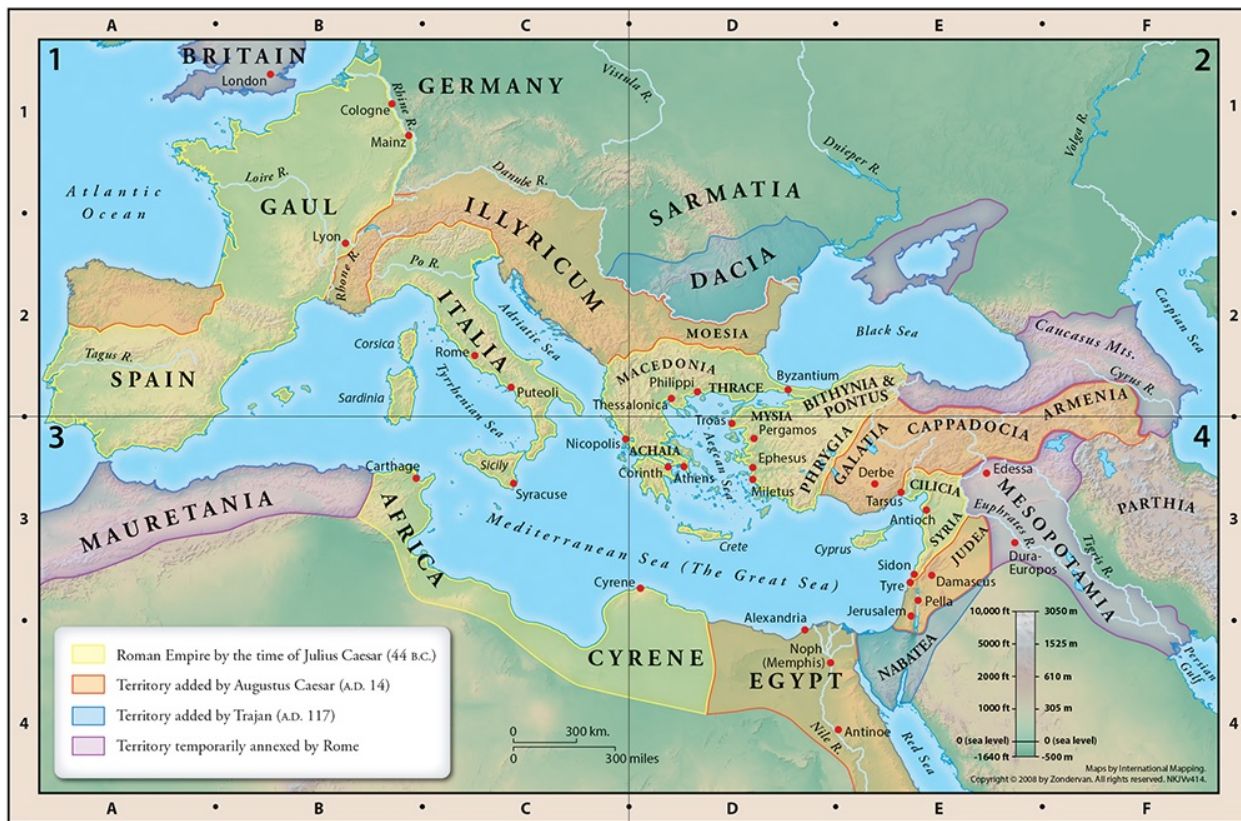 A B C D E F
1
2
BRITAIN
London
GERMANY
Vistula R.
Cologne
Rhine R.
Mainz
Volga R.
Dnieper R.
Loire R.
Danube R.
Atlantic
Ocean
GAUL
ILLYRICUM
SARMATIA
Lyon
Rhone R.
Po R.
DACIA
ITALIA
Adriatic Sea
MOESIA
Black Sea
Caspian Sea
Caucasus Mts.
Corsica
Rome
Tagus R.
SPAIN
MACEDONIA
Philippi
THRACE
Byzantium
BITHYNIA &
PONTUS
Cyrus R.
Sardinia
Tyrrhenian Sea
Puteoli
Thessalonica
ARMENIA
3
4
Troas
MYSIA
Pergamos
CAPPADOCIA
Nicopolis
ACHAIA
Aegean Sea
PHRYGIA
GALATIA
Carthage
Sicily
Corinth
Athens
Ephesus
Derbe
Edessa
Syracuse
Miletus
Tarsus
CILICIA
MESOPOTAMIA
PARTHIA
MAURETANIA
AFRICA
Mediterranean Sea (The Great Sea)
Crete
Cyprus
Antioch
SYRIA
Euphrates R.
Tigris R.
JUDEA
Dura-
Europos
Cyrene
Sidon
Tyre
Damascus
Pella
Alexandria
Jerusalem
CYRENE
Noph
(Memphis)
EGYPT
NABATEA
Persian
Gulf
Nile R.
Antinoe
Red Sea
Roman Empire by the time of Julius Caesar (44 B.C.)
Territory added by Augustus Caesar (A.D. 14)
Territory added by Trajan (A.D. 117)
Territory temporarily annexed by Rome
0 300 km.
0 300 miles
10,000 ft 3050 m
5000 ft 1525 m
2000 ft 610 m
1000 ft 305 m
0 (sea level) 0 (sea level)
-1640 ft -500 m
Maps by International Mapping.
Copyright © 2008 by Zondervan. All rights reserved. NKJVv414.
1 1
2 2
3 3
4 4
A B C D E F